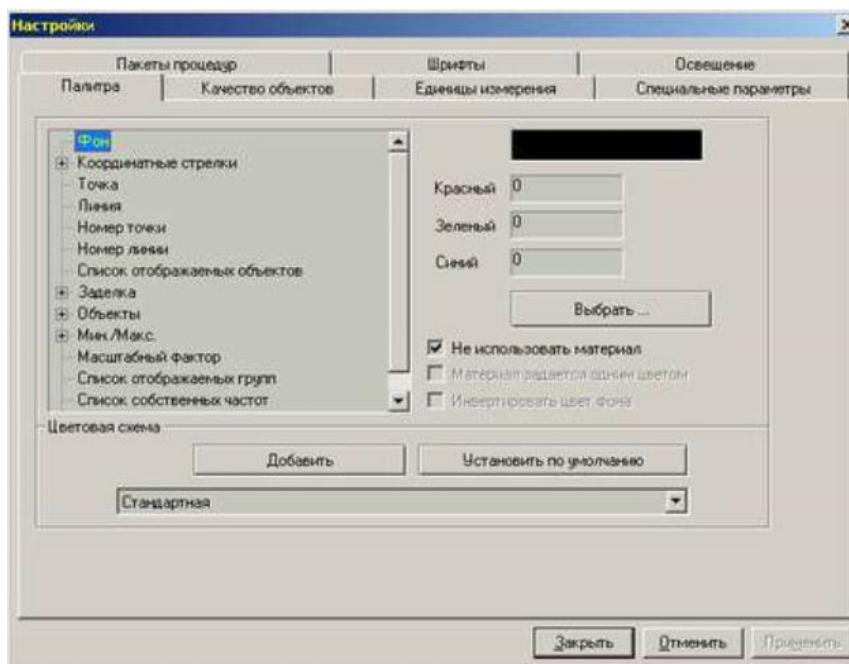 Настройки
Пакеты процедур Шрифты Освещение
Палитра Качество объектов Единицы измерения Специальные параметры
Фон
Координатные стрелки
Точка
Линия
Номер точки
Номер линии
Список отображаемых объектов
Заделка
Объекты
Мин./Макс.
Масштабный фактор
Список отображаемых групп
Список собственных частот
Красный 0
Зеленый 0
Синий 0
Выбрать ...
Не использовать материал
Материал задается одним цветом
Инвертировать цвет фона
Цветовая схема
Добавить Установить по умолчанию
Стандартная
Закрыть Отменить Применить